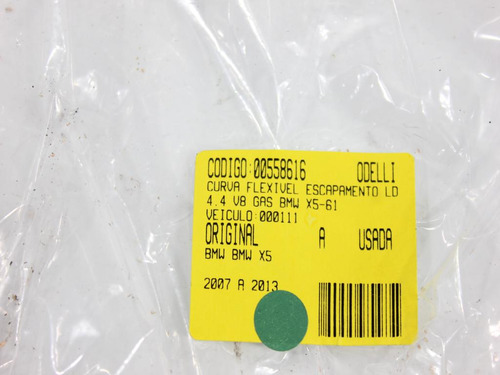 CODIGO:00558616 ODELLI
CURVA FLEXIVEL ESCAPAMENTO LD
4.4 V8 GAS BMW X5-61
VEICULO:000111
ORIGINAL A USADA
BMW BMW X5
2007 A 2013